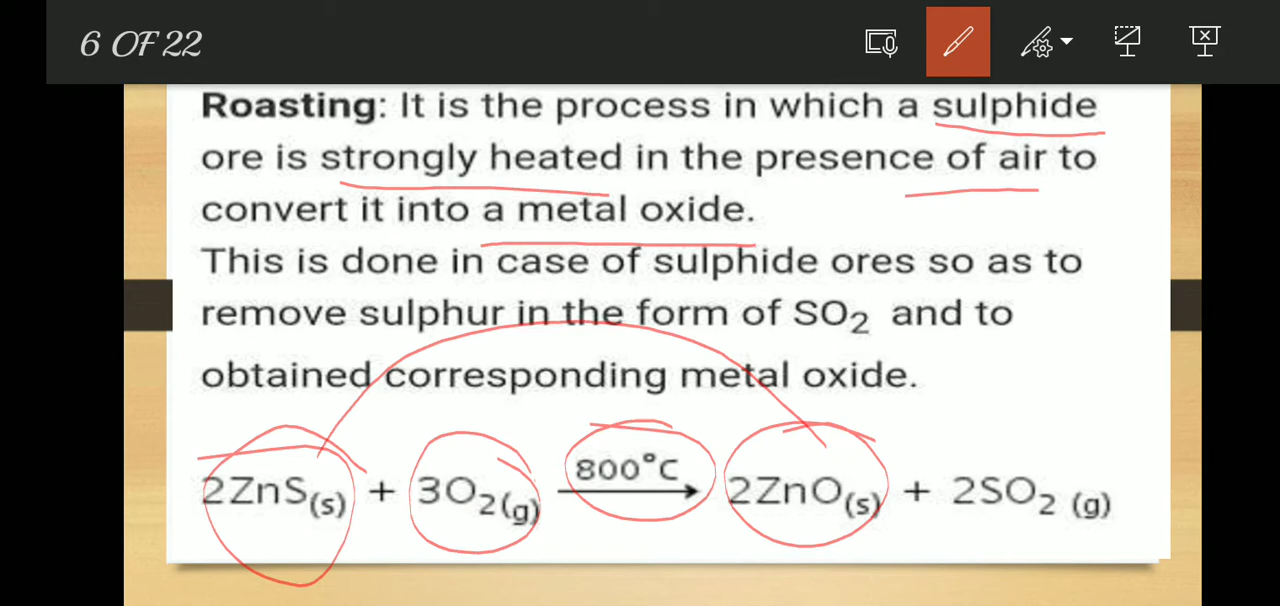 6 OF 22
Roasting: It is the process in which a sulphide
ore is strongly heated in the presence of air to
convert it into a metal oxide.
This is done in case of sulphide ores so as to
remove sulphur in the form of SO₂ and to
obtained corresponding metal oxide.
800°C
2ZnS(s) + 3O₂(g) → 2ZnO(s) + 2SO₂ (g)